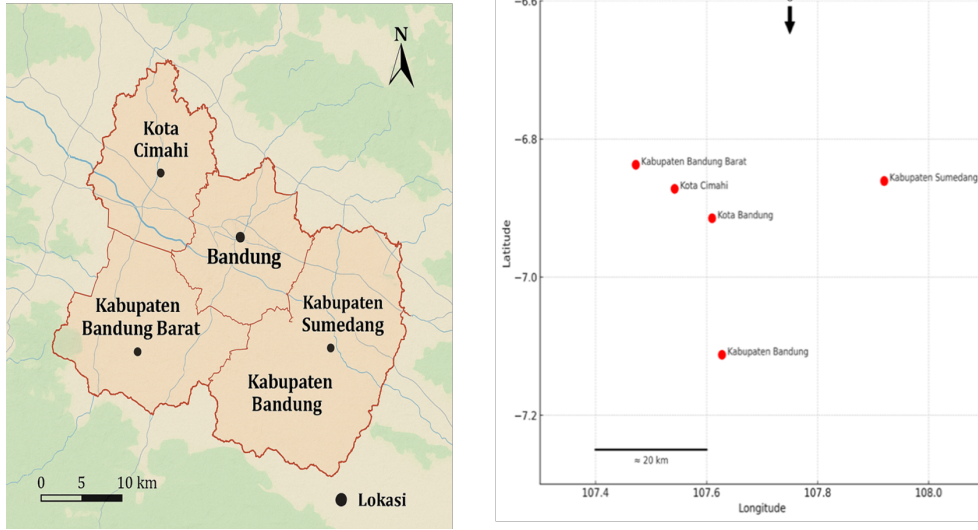 N
Kota
Cimahi
Bandung
Kabupaten
Bandung Barat
Kabupaten
Sumedang
Kabupaten
Bandung
0 5 10 km
Lokasi
−6.6
−6.8
−7.0
−7.2
Latitude
Kabupaten Bandung Barat
Kota Cimahi
Kabupaten Sumedang
Kota Bandung
Kabupaten Bandung
≈ 20 km
107.4 107.6 107.8 108.0
Longitude